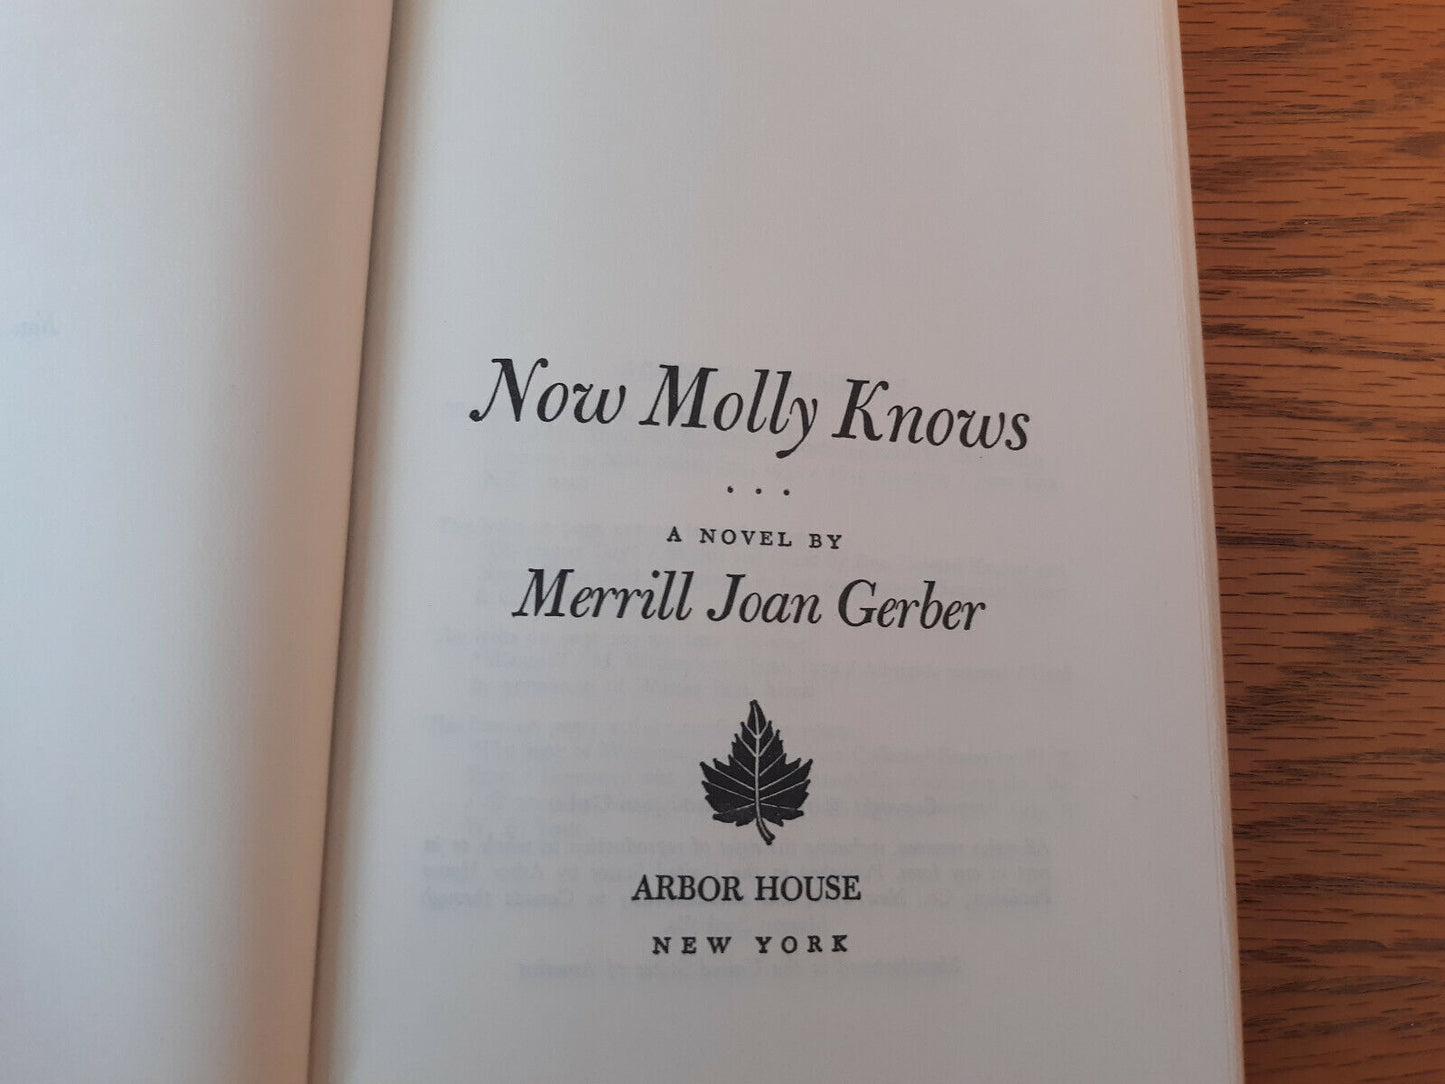 Now Molly Knows
. . .
A NOVEL BY
Merrill Joan Gerber
ARBOR HOUSE
NEW YORK